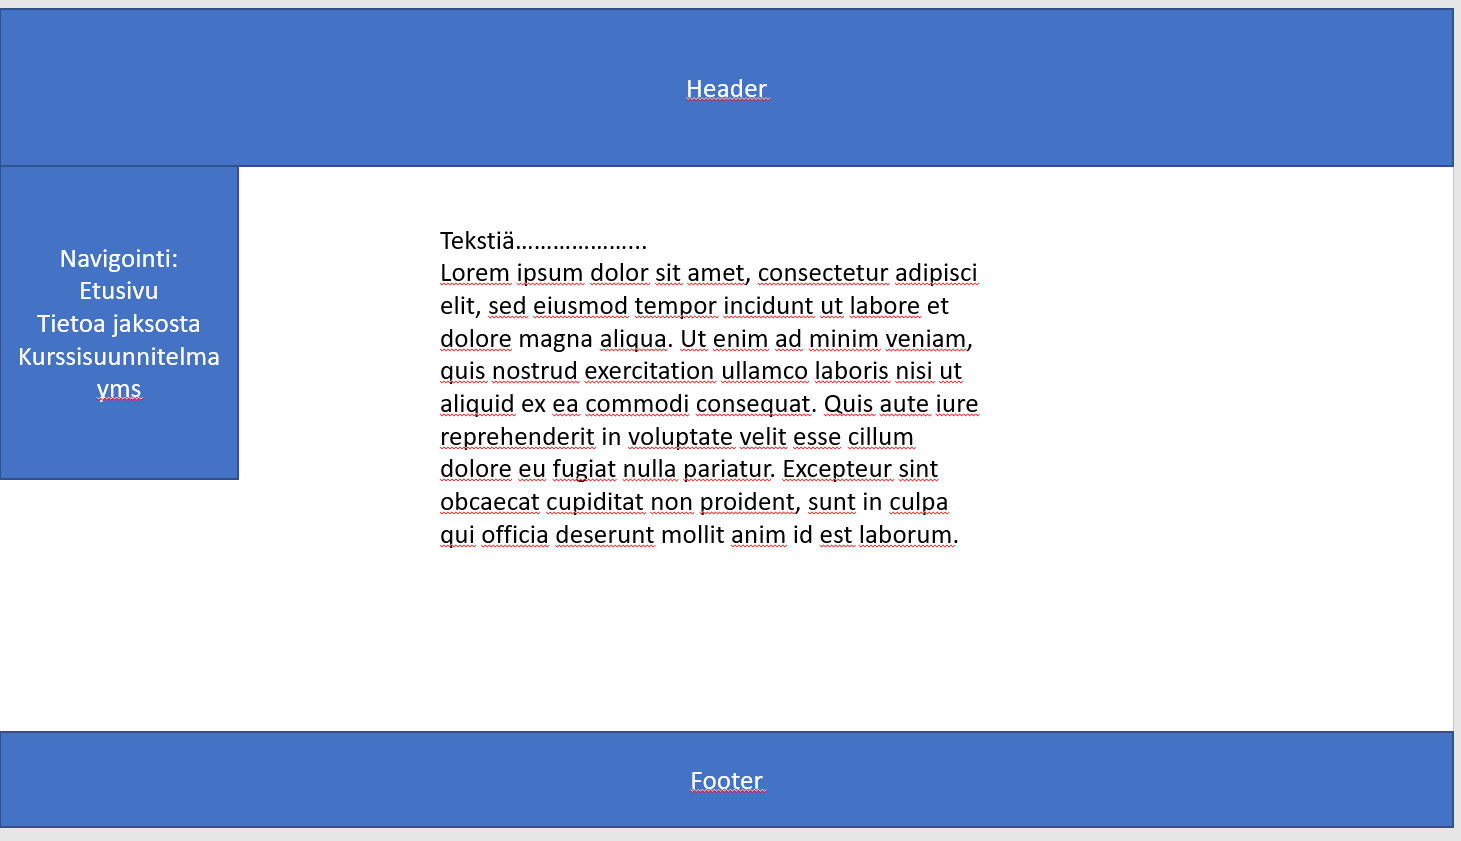 Header
Navigointi:
Etusivu
Tietoa jaksosta
Kurssisuunnitelma
yms
Tekstiä......................
Lorem ipsum dolor sit amet, consectetur adipisci
elit, sed eiusmod tempor incidunt ut labore et
dolore magna aliqua. Ut enim ad minim veniam,
quis nostrud exercitation ullamco laboris nisi ut
aliquid ex ea commodi consequat. Quis aute iure
reprehenderit in voluptate velit esse cillum
dolore eu fugiat nulla pariatur. Excepteur sint
obcaecat cupiditat non proident, sunt in culpa
qui officia deserunt mollit anim id est laborum.
Footer